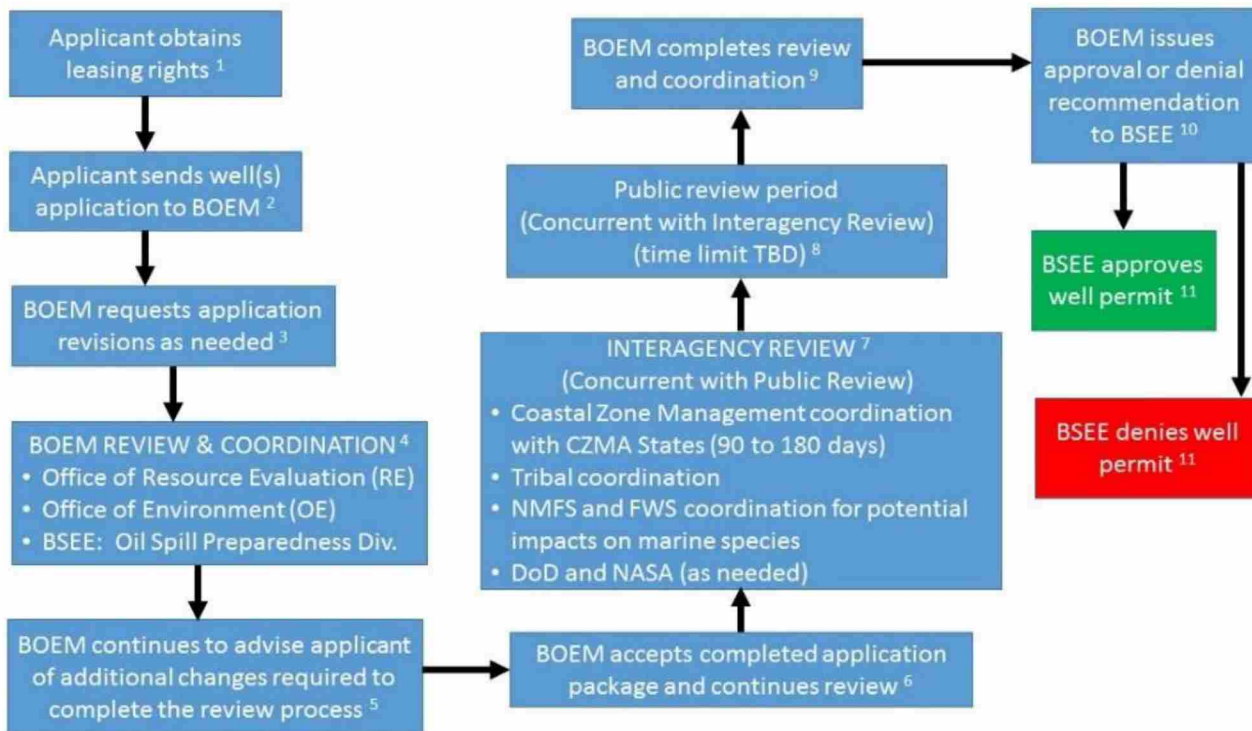 Applicant obtains
leasing rights 1
Applicant sends well(s)
application to BOEM 2
BOEM requests application
revisions as needed 3
BOEM REVIEW & COORDINATION 4
• Office of Resource Evaluation (RE)
• Office of Environment (OE)
• BSEE: Oil Spill Preparedness Div.
BOEM continues to advise applicant
of additional changes required to
complete the review process 5
BOEM accepts completed application
package and continues review 6
INTERAGENCY REVIEW 7
(Concurrent with Public Review)
• Coastal Zone Management coordination
with CZMA States (90 to 180 days)
• Tribal coordination
• NMFS and FWS coordination for potential
impacts on marine species
• DoD and NASA (as needed)
Public review period
(Concurrent with Interagency Review)
(time limit TBD) 8
BOEM completes review
and coordination 9
BOEM issues
approval or denial
recommendation
to BSEE 10
BSEE approves
well permit 11
BSEE denies well
permit 11